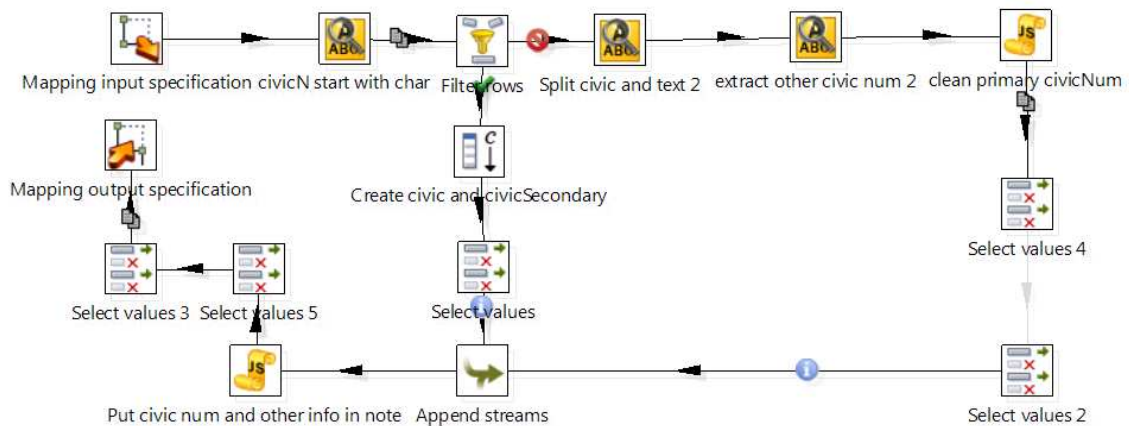 Mapping input specification civicN start with char Filter rows Split civic and text 2 extract other civic num 2 clean primary civicNum
Mapping output specification Create civic and civicSecondary
Select values 4
Select values 3 Select values 5 Select values
Put civic num and other info in note Append streams Select values 2